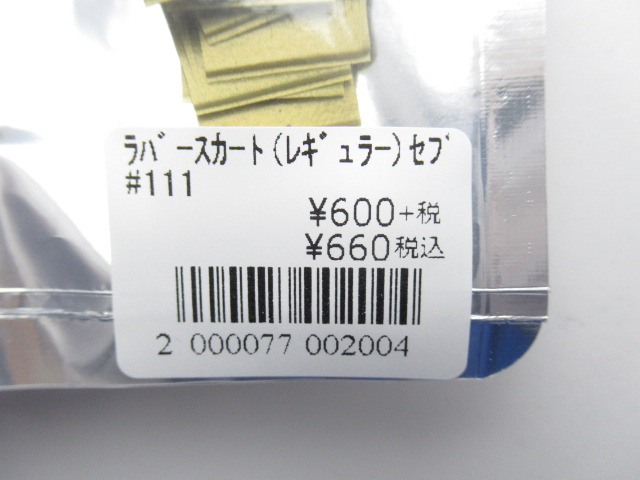 ラバースカート(レギュラー)セブ
#111
¥600+税
¥660税込
2 000077 002004